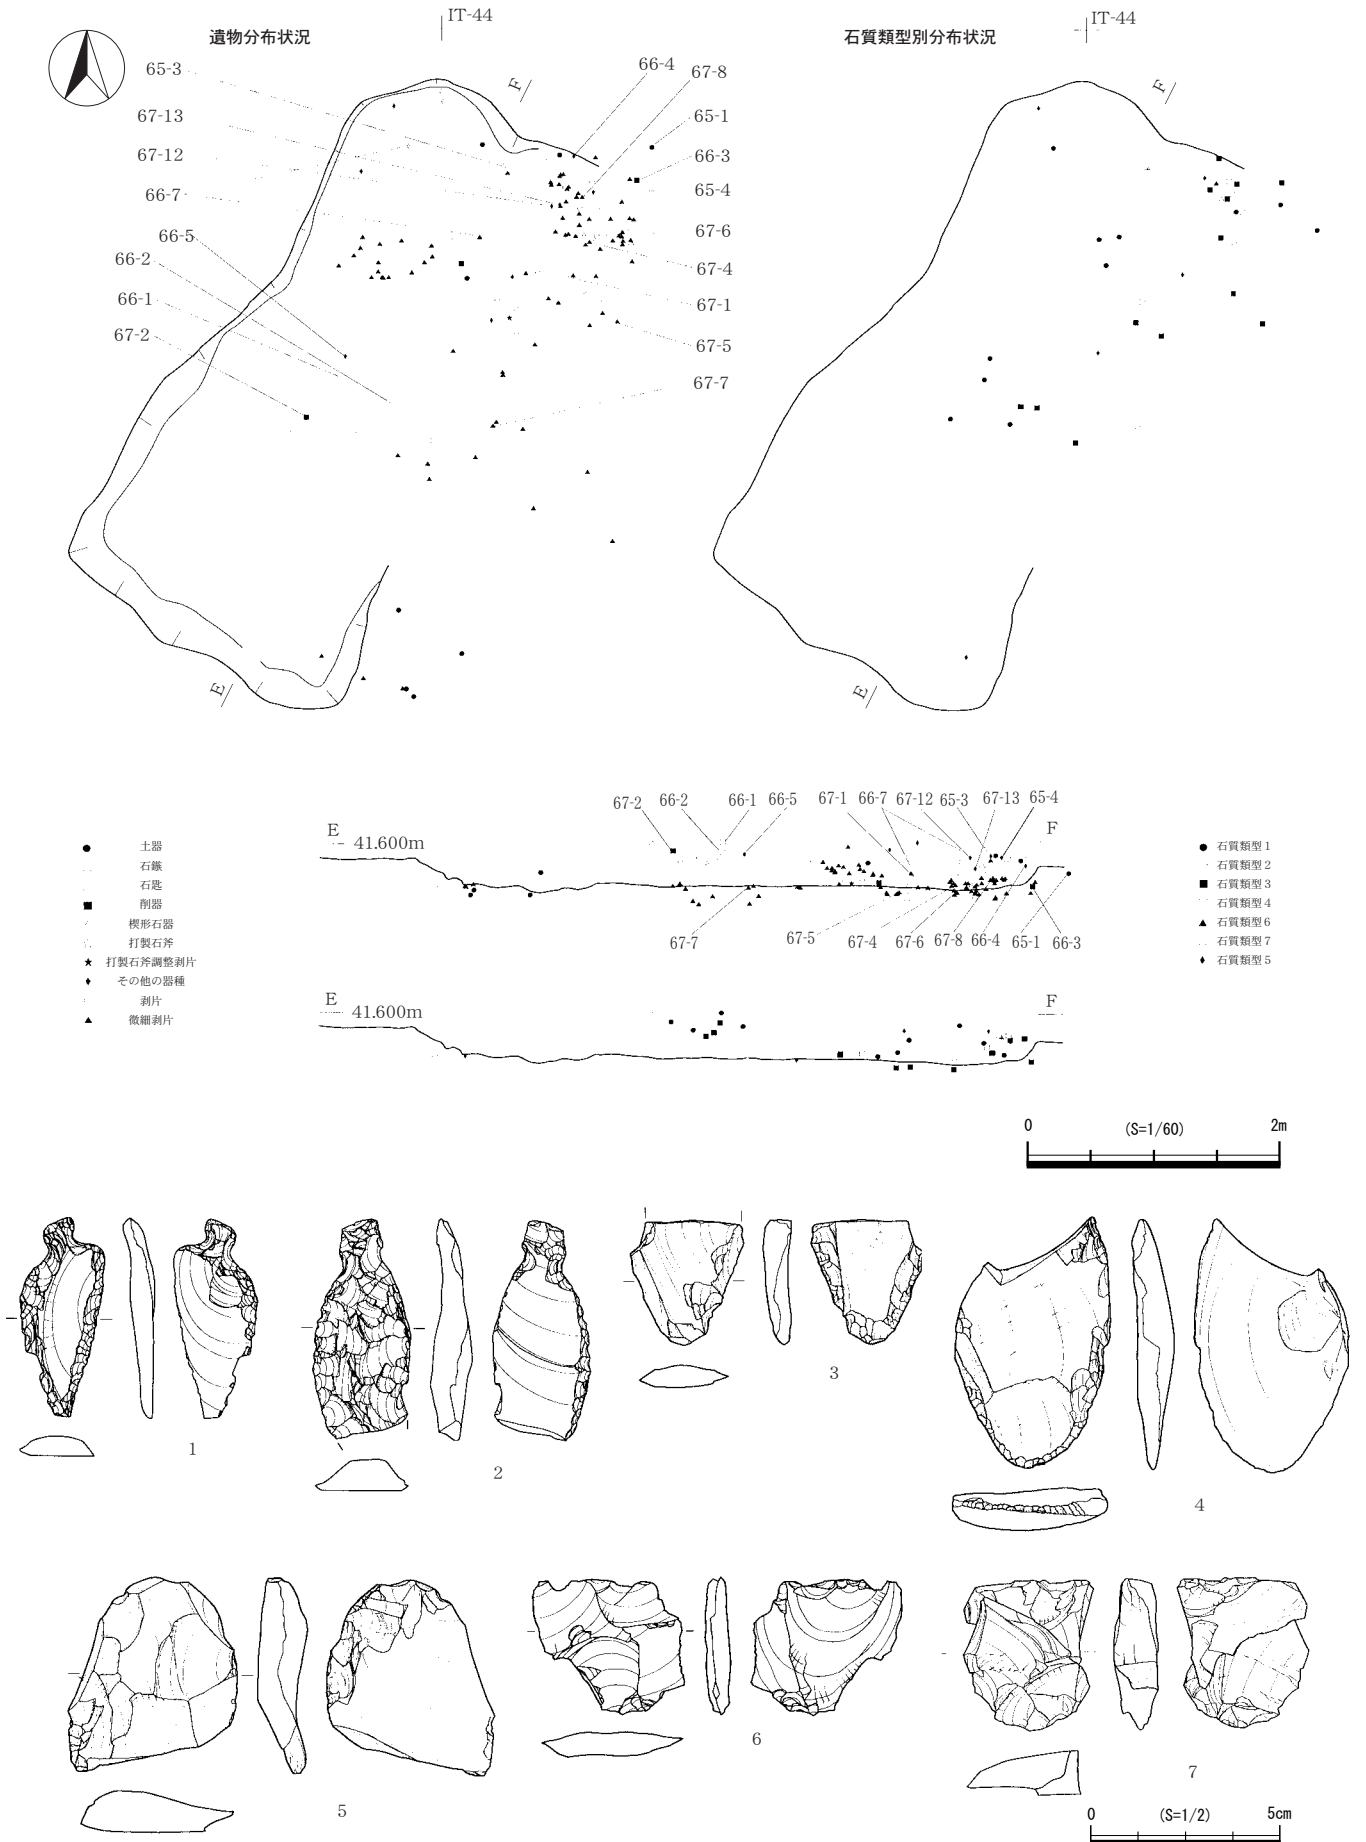 遺物分布状況
IT-44
65-3
67-13
67-12
66-7
66-5
66-2
66-1
67-2
F
66-4
67-8
65-1
66-3
65-4
67-6
67-4
67-1
67-5
67-7
E
石質類型別分布状況
IT-44
F
E
土器
石鏃
石匙
削器
楔形石器
打製石斧
打製石斧調整剥片
その他の器種
剥片
微細剥片
E
41.600m
67-2
66-2
66-1
66-5
67-1
66-7
67-12
65-3
67-13
65-4
F
67-7
67-5
67-4
67-6
67-8
66-4
65-1
66-3
石質類型1
石質類型2
石質類型3
石質類型4
石質類型6
石質類型7
石質類型5
E
41.600m
F
0 (S=1/60) 2m
1
2
3
4
5
6
7
0 (S=1/2) 5cm